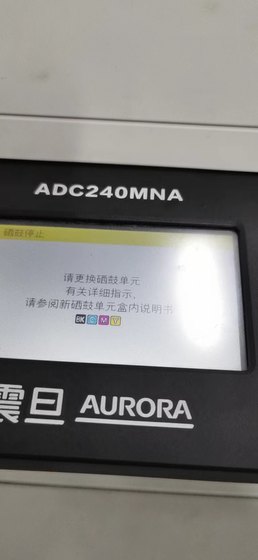 ADC240MNA
硒鼓停止
请更换硒鼓单元
有关详细指示,
请参阅新硒鼓单元盒内说明书
BK C M Y
震旦 AURORA